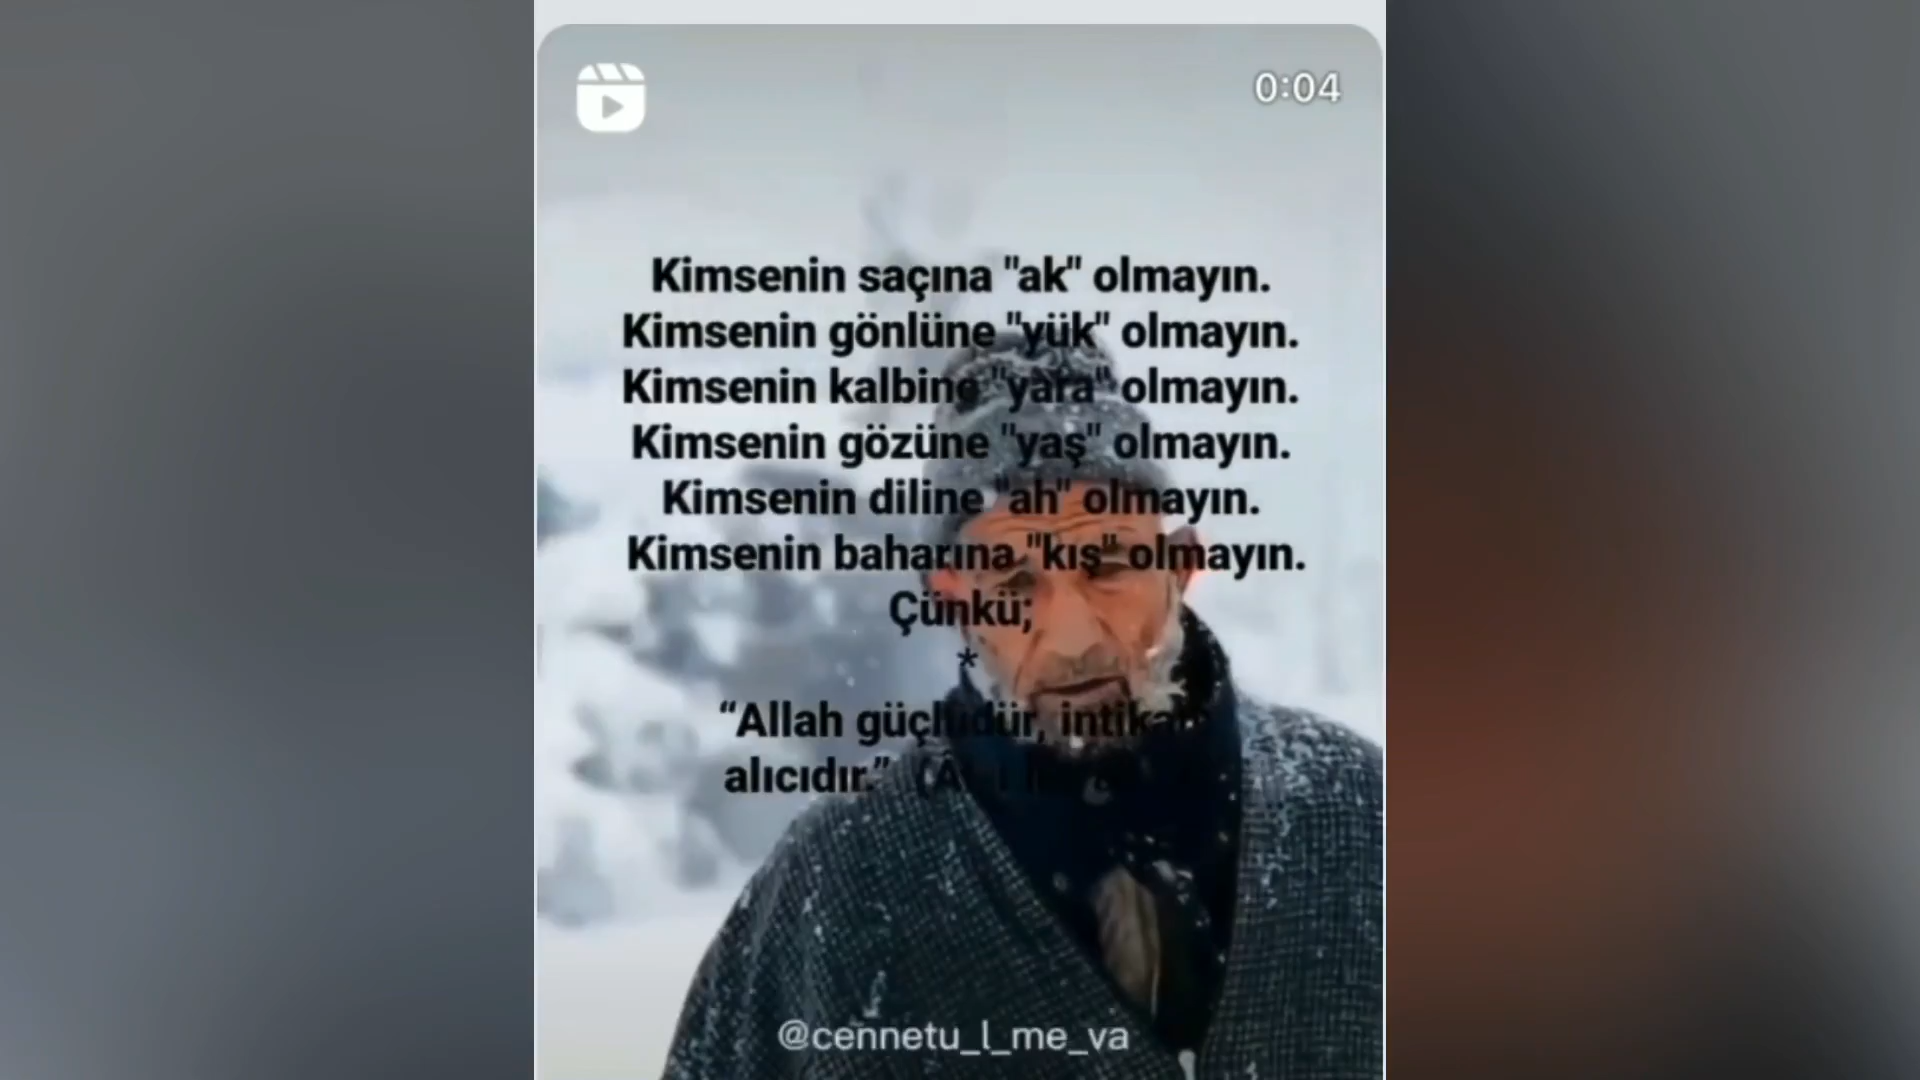 0:04
Kimsenin saçına "ak" olmayın.
Kimsenin gönlüne "yük" olmayın.
Kimsenin kalbine "yara" olmayın.
Kimsenin gözüne "yaş" olmayın.
Kimsenin diline "ah" olmayın.
Kimsenin baharına "kış" olmayın.
Çünkü;
*
“Allah güçlüdür, intikam
alıcıdır.”
@cennetu_l_me_va